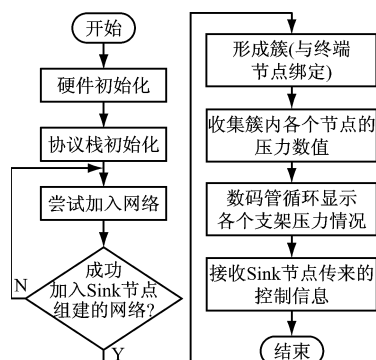 开始
硬件初始化
协议栈初始化
尝试加入网络
成功
加入Sink节点
组建的网络?
N
Y
形成簇(与终端
节点绑定)
收集簇内各个节点的
压力数值
数码管循环显示
各个支架压力情况
接收Sink节点传来的
控制信息
结束